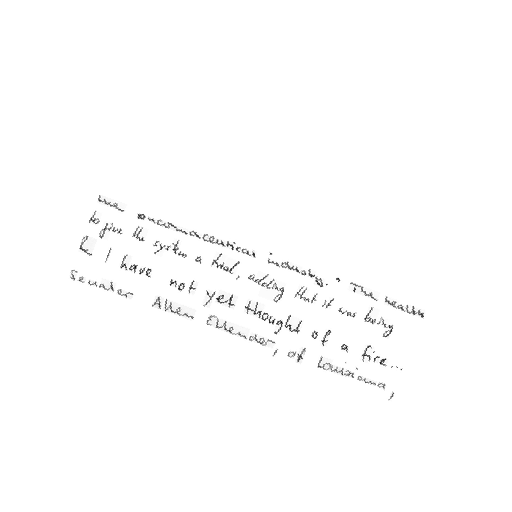 the pharmaceutical industry. " The health
to give the system a trial, adding that it was being
he I have not yet thought of a fire...
Senator Allen Ellender, of Louisiana,